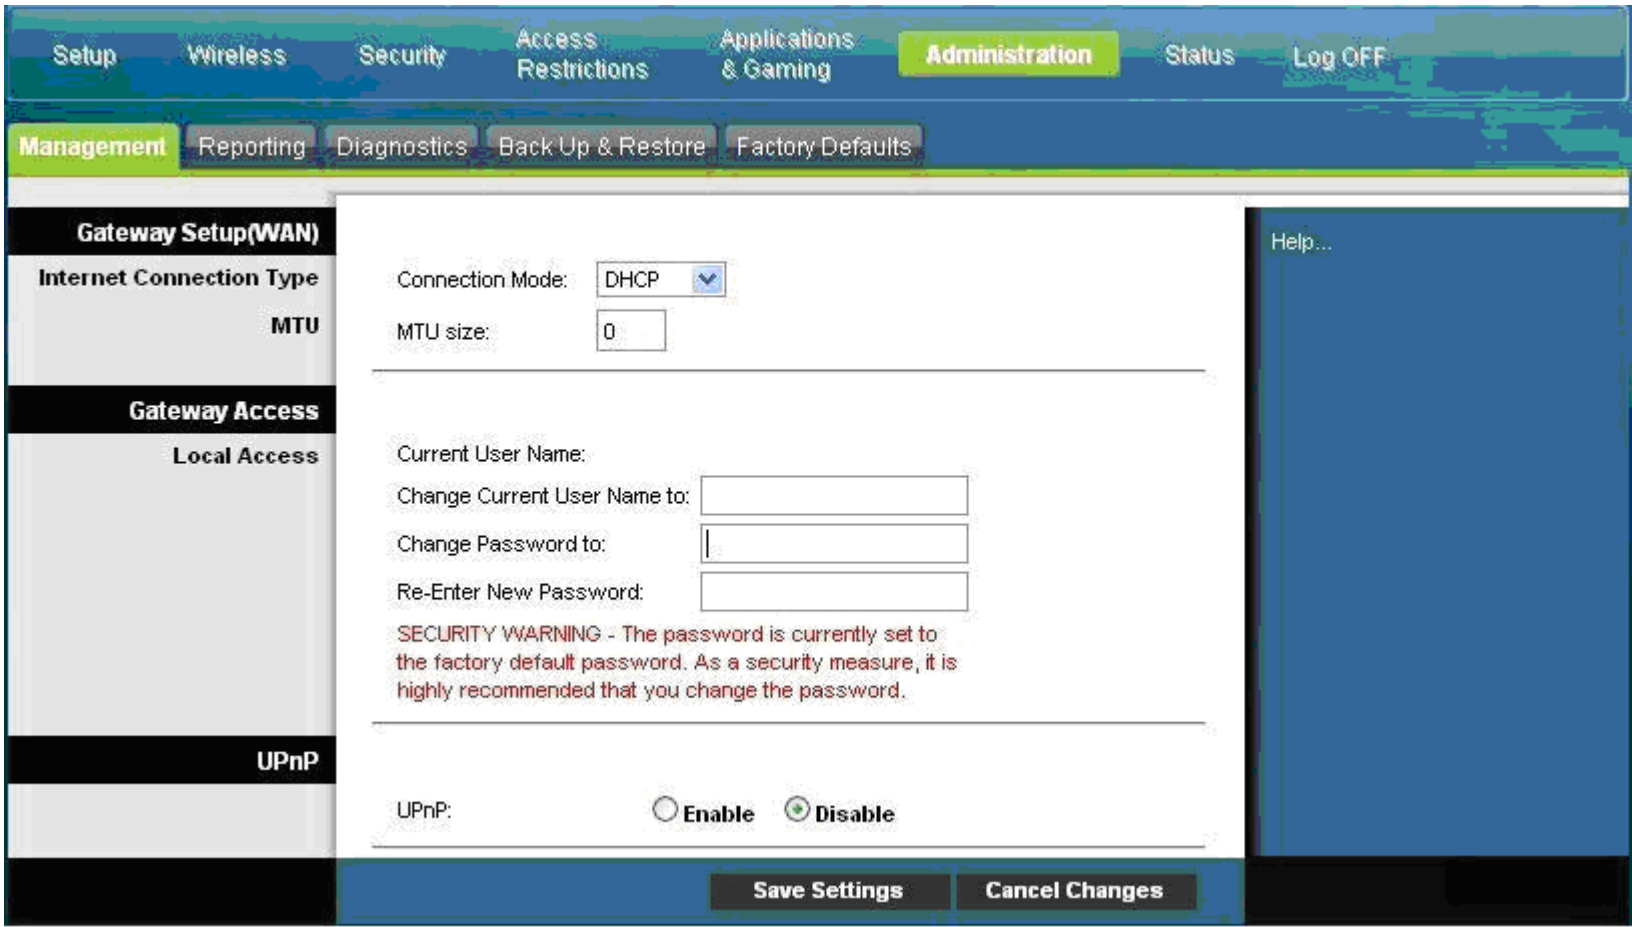 Setup Wireless Security Access Restrictions Applications & Gaming Administration Status Log OFF
Management Reporting Diagnostics Back Up & Restore Factory Defaults
Gateway Setup(WAN)
Help...
Internet Connection Type Connection Mode: DHCP
MTU MTU size: 0
Gateway Access
Local Access Current User Name:
Change Current User Name to:
Change Password to:
Re-Enter New Password:
SECURITY WARNING - The password is currently set to
the factory default password. As a security measure, it is
highly recommended that you change the password.
UPnP
UPnP: Enable Disable
Save Settings Cancel Changes